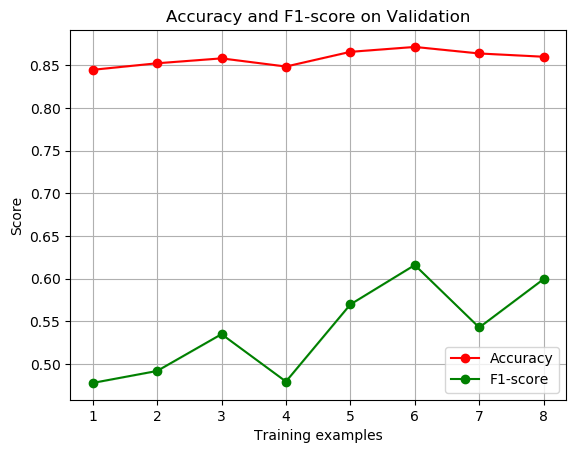 Accuracy and F1-score on Validation
0.85
0.80
0.75
0.70
0.65
0.60
0.55
0.50
Score
1 2 3 4 5 6 7 8
Training examples
Accuracy
F1-score